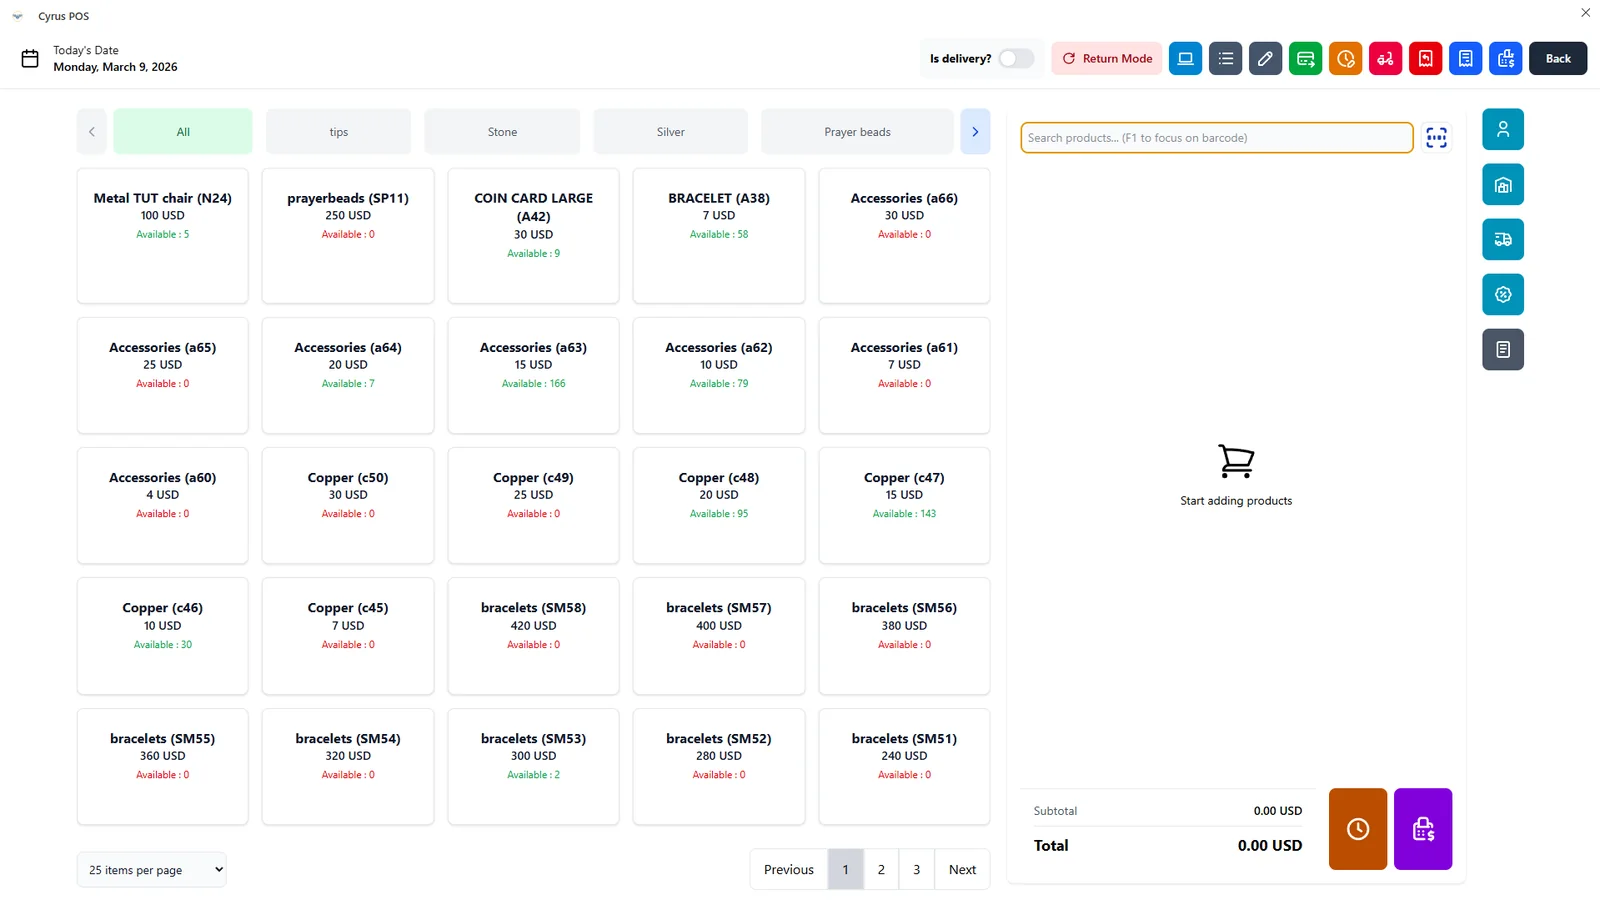 Cyrus POS
Today's Date
Monday, March 9, 2026
Is delivery?
Return Mode
Back
All
tips
Stone
Silver
Prayer beads
Search products... (F1 to focus on barcode)
Metal TUT chair (N24)
100 USD
Available : 5
prayerbeads (SP11)
250 USD
Available : 0
COIN CARD LARGE
(A42)
30 USD
Available : 9
BRACELET (A38)
7 USD
Available : 58
Accessories (a66)
30 USD
Available : 0
Accessories (a65)
25 USD
Available : 0
Accessories (a64)
20 USD
Available : 7
Accessories (a63)
15 USD
Available : 166
Accessories (a62)
10 USD
Available : 79
Accessories (a61)
7 USD
Available : 0
Accessories (a60)
4 USD
Available : 0
Copper (c50)
30 USD
Available : 0
Copper (c49)
25 USD
Available : 0
Copper (c48)
20 USD
Available : 95
Copper (c47)
15 USD
Available : 143
Copper (c46)
10 USD
Available : 30
Copper (c45)
7 USD
Available : 0
bracelets (SM58)
420 USD
Available : 0
bracelets (SM57)
400 USD
Available : 0
bracelets (SM56)
380 USD
Available : 0
bracelets (SM55)
360 USD
Available : 0
bracelets (SM54)
320 USD
Available : 0
bracelets (SM53)
300 USD
Available : 2
bracelets (SM52)
280 USD
Available : 0
bracelets (SM51)
240 USD
Available : 0
Start adding products
Subtotal 0.00 USD
Total 0.00 USD
25 items per page
Previous 1 2 3 Next